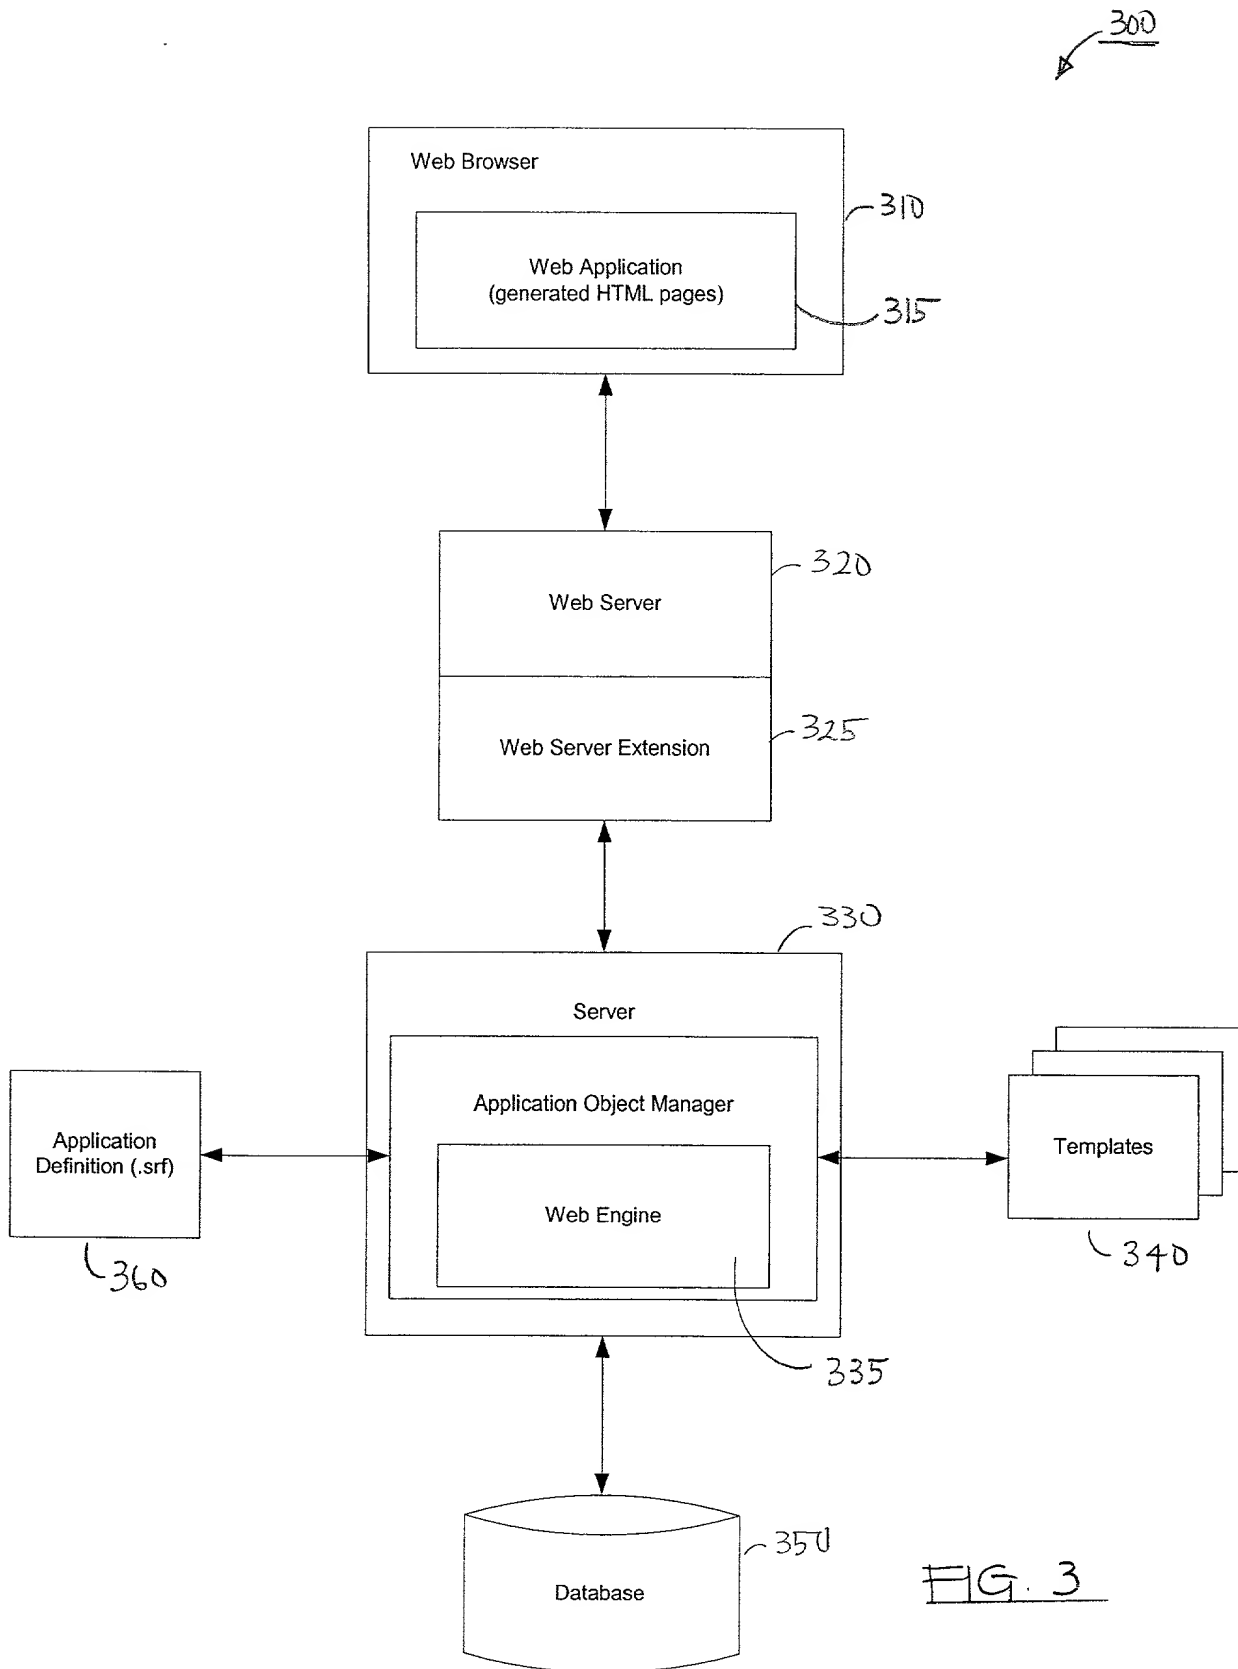 300
Web Browser
310
Web Application
(generated HTML pages)
315
320
Web Server
325
Web Server Extension
330
Server
Application Object Manager
Application
Definition (.srf)
Templates
Web Engine
340
360
335
350
Database
FIG. 3